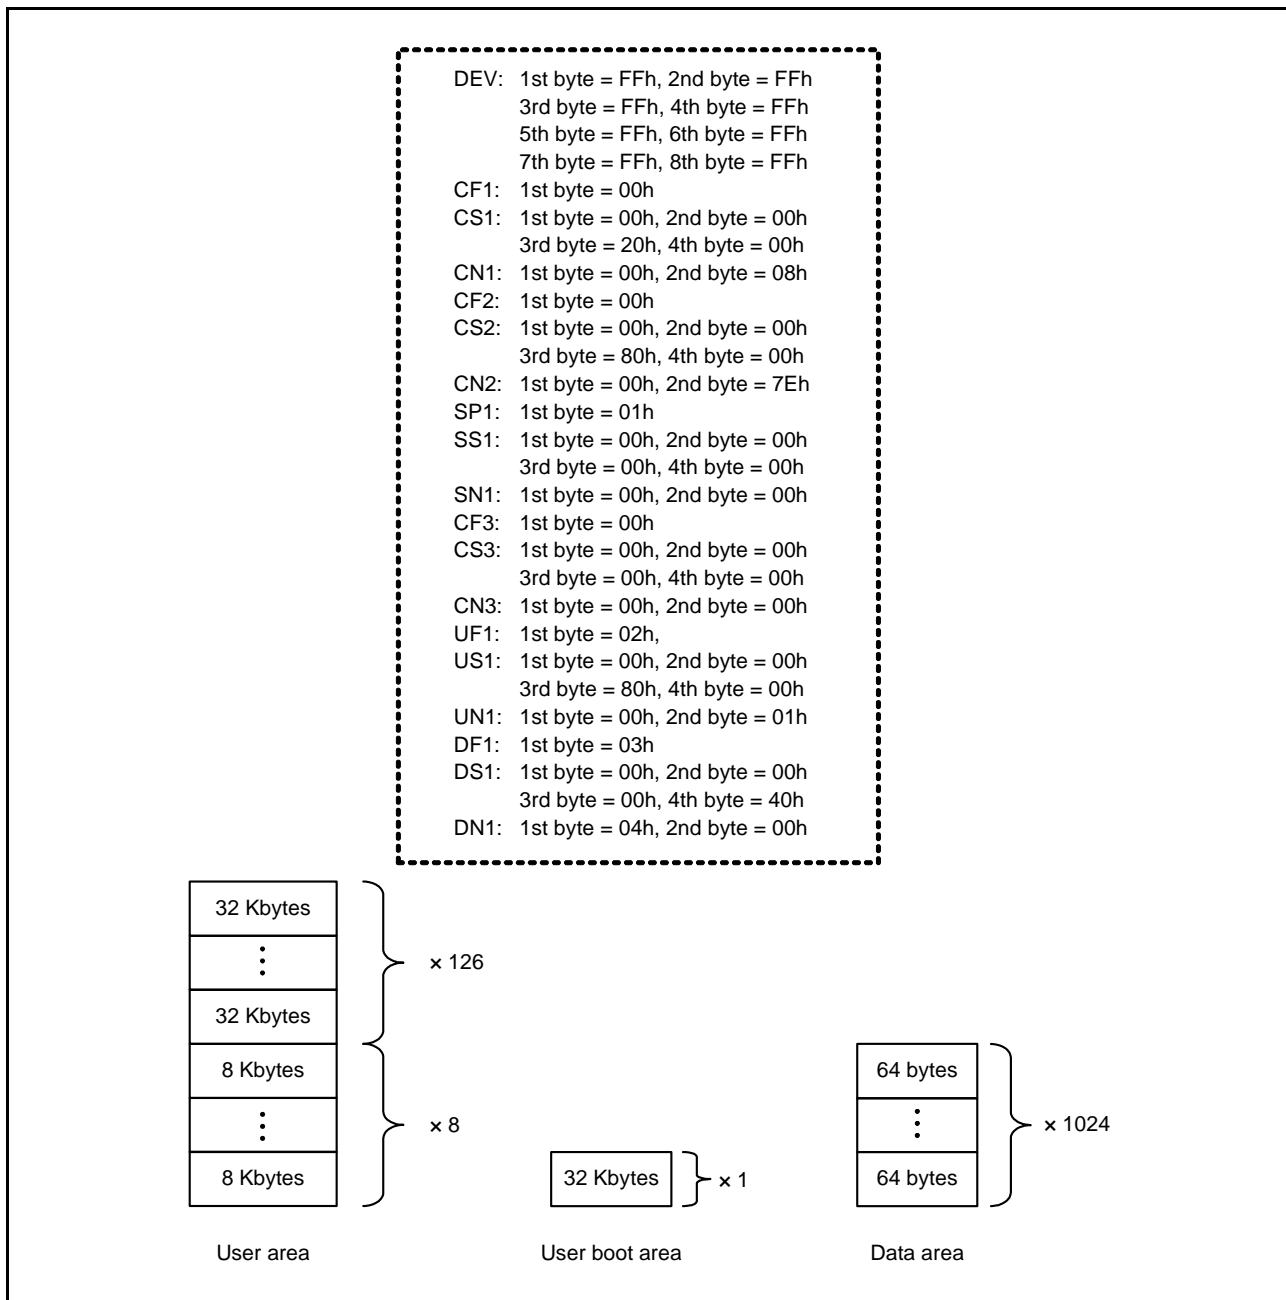 DEV: 1st byte = FFh, 2nd byte = FFh
3rd byte = FFh, 4th byte = FFh
5th byte = FFh, 6th byte = FFh
7th byte = FFh, 8th byte = FFh
CF1: 1st byte = 00h
CS1: 1st byte = 00h, 2nd byte = 00h
3rd byte = 20h, 4th byte = 00h
CN1: 1st byte = 00h, 2nd byte = 08h
CF2: 1st byte = 00h
CS2: 1st byte = 00h, 2nd byte = 00h
3rd byte = 80h, 4th byte = 00h
CN2: 1st byte = 00h, 2nd byte = 7Eh
SP1: 1st byte = 01h
SS1: 1st byte = 00h, 2nd byte = 00h
3rd byte = 00h, 4th byte = 00h
SN1: 1st byte = 00h, 2nd byte = 00h
CF3: 1st byte = 00h
CS3: 1st byte = 00h, 2nd byte = 00h
3rd byte = 00h, 4th byte = 00h
CN3: 1st byte = 00h, 2nd byte = 00h
UF1: 1st byte = 02h,
US1: 1st byte = 00h, 2nd byte = 00h
3rd byte = 80h, 4th byte = 00h
UN1: 1st byte = 00h, 2nd byte = 01h
DF1: 1st byte = 03h
DS1: 1st byte = 00h, 2nd byte = 00h
3rd byte = 00h, 4th byte = 40h
DN1: 1st byte = 04h, 2nd byte = 00h
32 Kbytes
⋮
32 Kbytes
× 126
8 Kbytes
⋮
8 Kbytes
× 8
User area
32 Kbytes
× 1
User boot area
64 bytes
⋮
64 bytes
× 1024
Data area